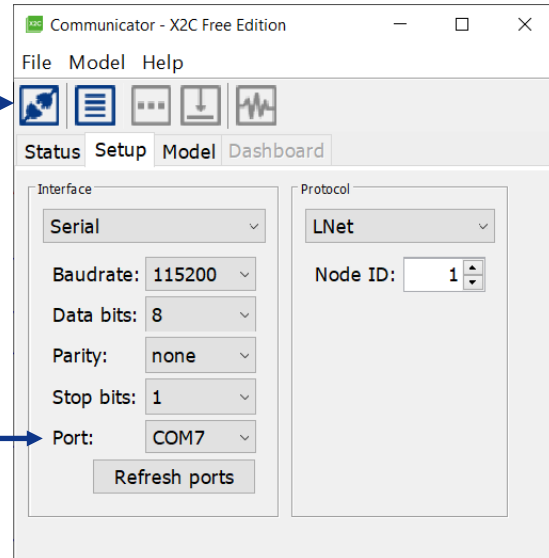 X2C Communicator - X2C Free Edition
File Model Help
Status Setup Model Dashboard
Interface
Serial
Baudrate: 115200
Data bits: 8
Parity: none
Stop bits: 1
Port: COM7
Refresh ports
Protocol
LNet
Node ID: 1